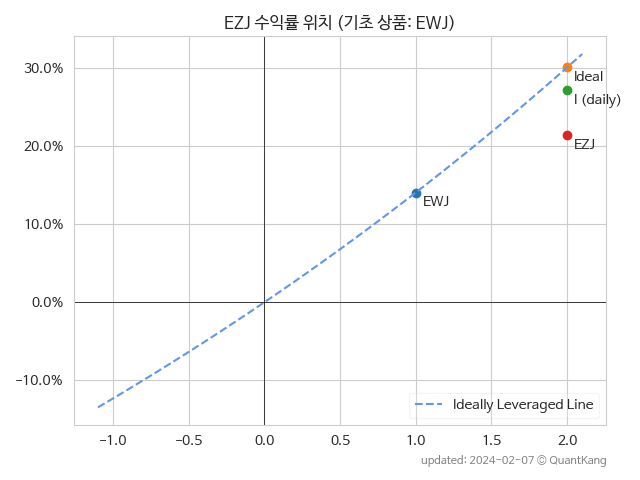 EZJ 수익률 위치 (기초 상품: EWJ)
30.0%
20.0%
10.0%
0.0%
−10.0%
Ideal
I (daily)
EZJ
EWJ
Ideally Leveraged Line
−1.0 −0.5 0.0 0.5 1.0 1.5 2.0
updated: 2024-02-07 © QuantKang